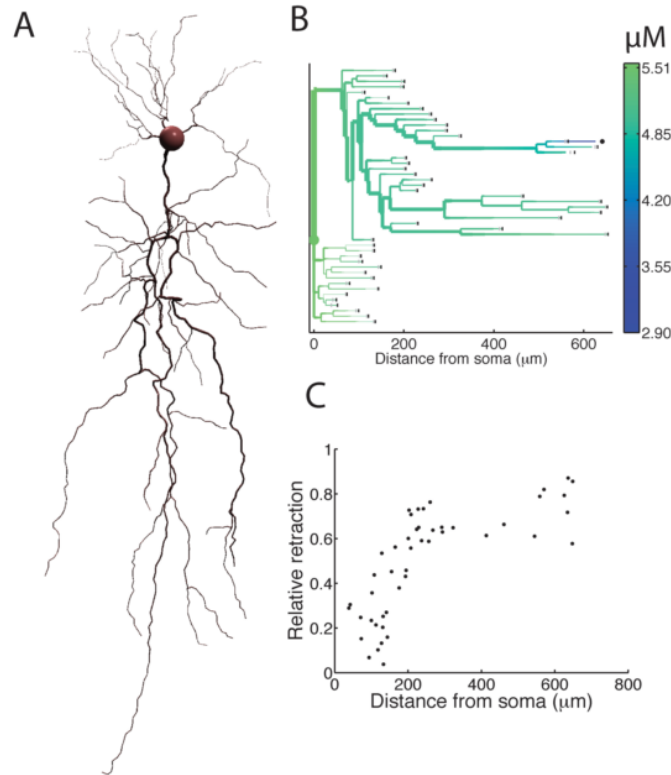 A
B
µM
5.51
4.85
4.20
3.55
2.90
0 200 400 600
Distance from soma (µm)
C
1
0.8
0.6
0.4
0.2
0
0 200 400 600 800
Relative retraction
Distance from soma (µm)